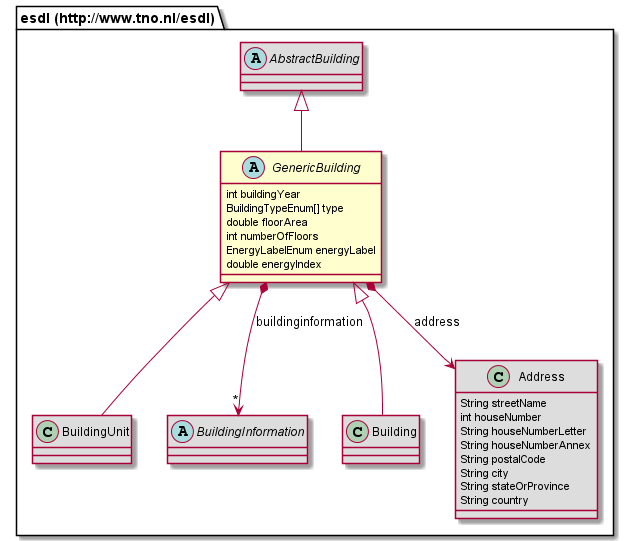 esdl (http://www.tno.nl/esdl)
A AbstractBuilding
A GenericBuilding
int buildingYear
BuildingTypeEnum[] type
double floorArea
int numberOfFloors
EnergyLabelEnum energyLabel
double energyIndex
buildinginformation
address
*
C BuildingUnit
A BuildingInformation
C Building
C Address
String streetName
int houseNumber
String houseNumberLetter
String houseNumberAnnex
String postalCode
String city
String stateOrProvince
String country